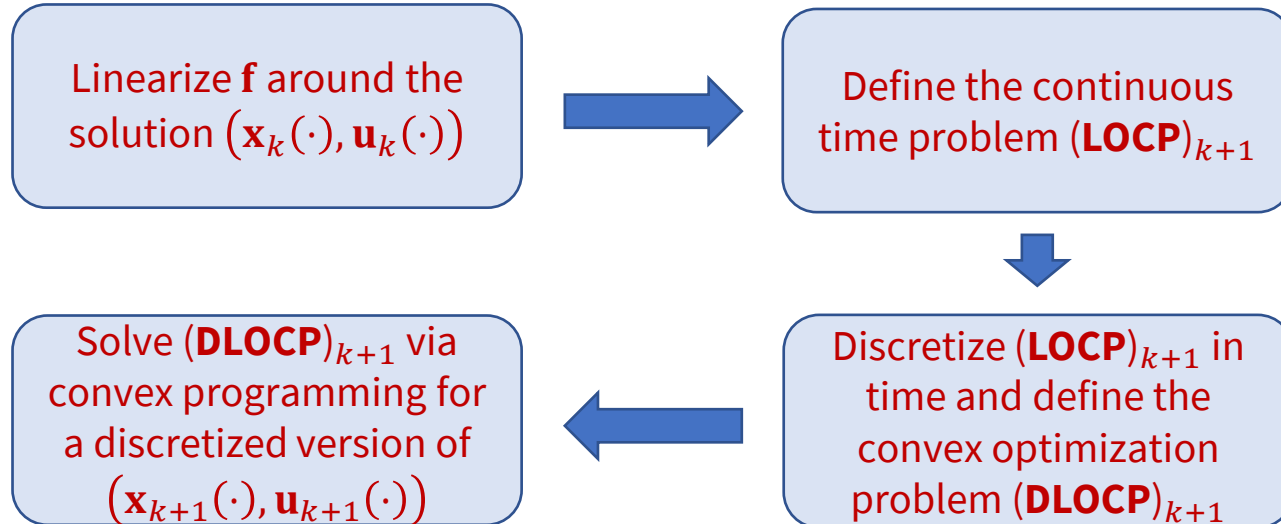 Linearize 𝐟 around the
solution (𝐱ₖ(·), 𝐮ₖ(·))
Define the continuous
time problem (LOCP)ₖ₊₁
Discretize (LOCP)ₖ₊₁ in
time and define the
convex optimization
problem (DLOCP)ₖ₊₁
Solve (DLOCP)ₖ₊₁ via
convex programming for
a discretized version of
(𝐱ₖ₊₁(·), 𝐮ₖ₊₁(·))